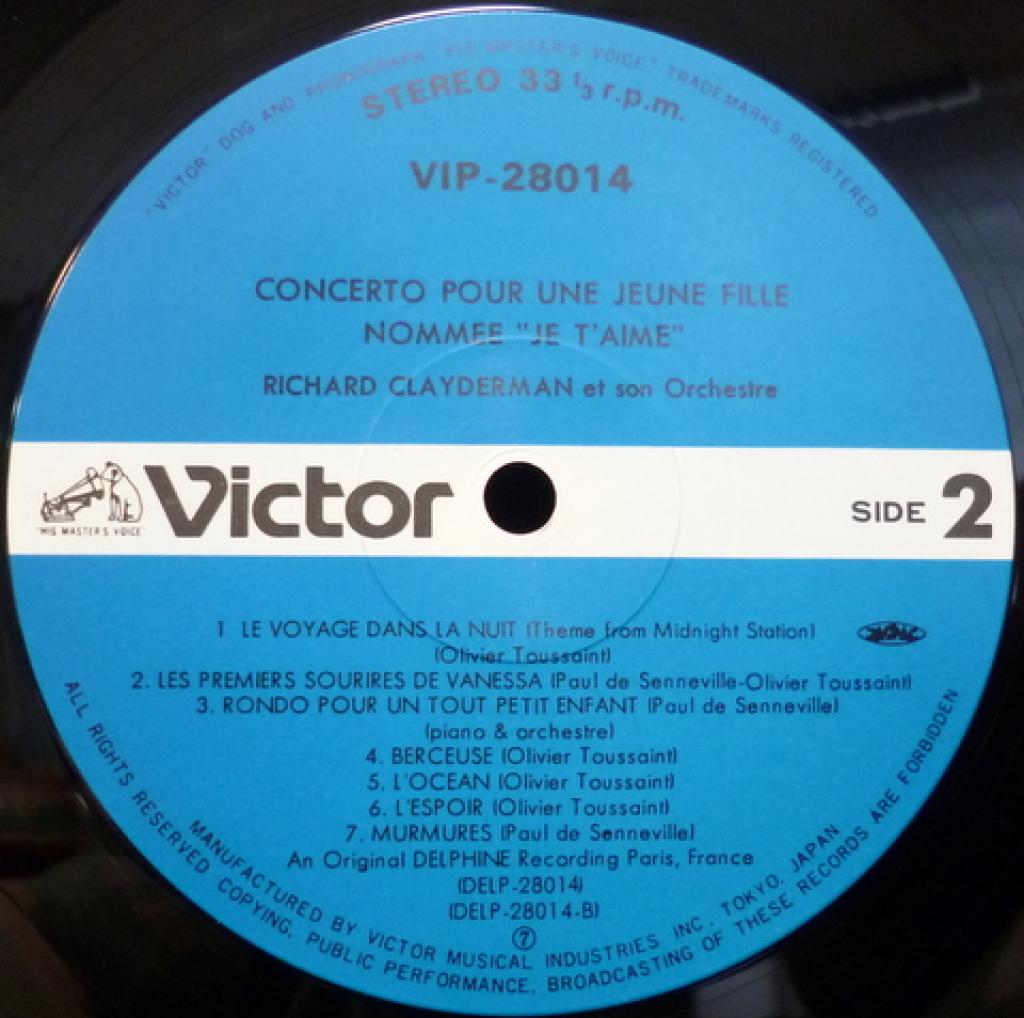 "VICTOR" DOG AND PHONOGRAPH "HIS MASTER'S VOICE" TRADEMARKS REGISTERED
STEREO 33 1/3 r.p.m.
VIP-28014
CONCERTO POUR UNE JEUNE FILLE
NOMMEE "JE T'AIME"
RICHARD CLAYDERMAN et son Orchestre
"HIS MASTER'S VOICE"
Victor
SIDE 2
1 LE VOYAGE DANS LA NUIT (Theme from Midnight Station)
(Olivier Toussaint)
2. LES PREMIERS SOURIRES DE VANESSA (Paul de Senneville-Olivier Toussaint)
3. RONDO POUR UN TOUT PETIT ENFANT (Paul de Senneville)
(piano & orchestre)
4. BERCEUSE (Olivier Toussaint)
5. L'OCEAN (Olivier Toussaint)
6. L'ESPOIR (Olivier Toussaint)
7. MURMURES (Paul de Senneville)
An Original DELPHINE Recording Paris, France
(DELP-28014)
(DELP-28014-B)
⑦
MANUFACTURED BY VICTOR MUSICAL INDUSTRIES INC., TOKYO, JAPAN
ALL RIGHTS RESERVED COPYING, PUBLIC PERFORMANCE, BROADCASTING OF THESE RECORDS ARE FORBIDDEN